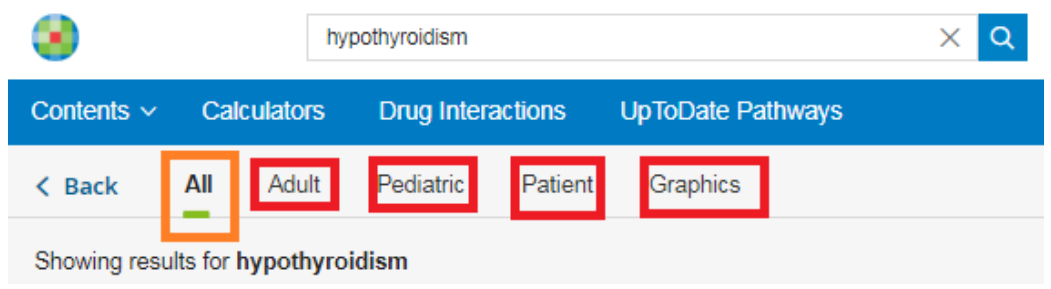 hypothyroidism
Contents Calculators Drug Interactions UpToDate Pathways
Back All Adult Pediatric Patient Graphics
Showing results for hypothyroidism